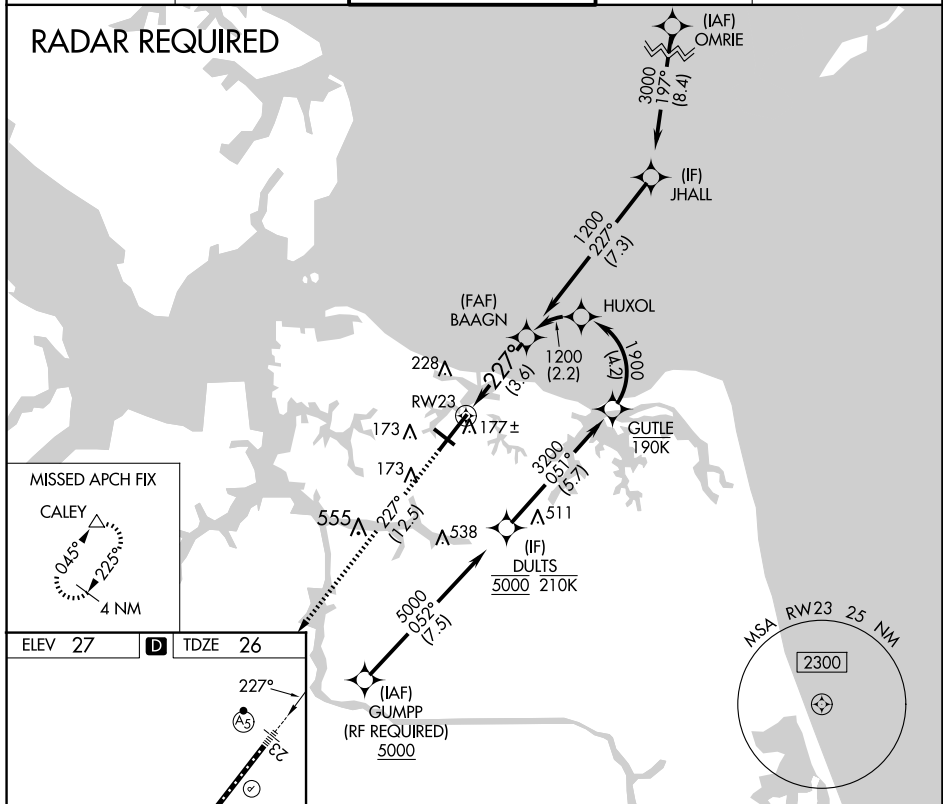 RADAR REQUIRED
(IAF)
OMRIE
3000
197°
(8.4)
(IF)
JHALL
1200
227°
(7.3)
(FAF)
BAAGN
HUXOL
1200
(2.2)
1900
(4.2)
228
227°
(3.6)
RW23
173
177±
GUTLE
190K
173
3200
051°
(5.7)
MISSED APCH FIX
CALEY
045°
225°
4 NM
555
227°
(12.5)
538
511
(IF)
DULTS
5000 210K
5000
052°
(7.5)
MSA RW23 25 NM
2300
ELEV 27
D
TDZE 26
227°
A5
23
P
(IAF)
GUMPP
(RF REQUIRED)
5000